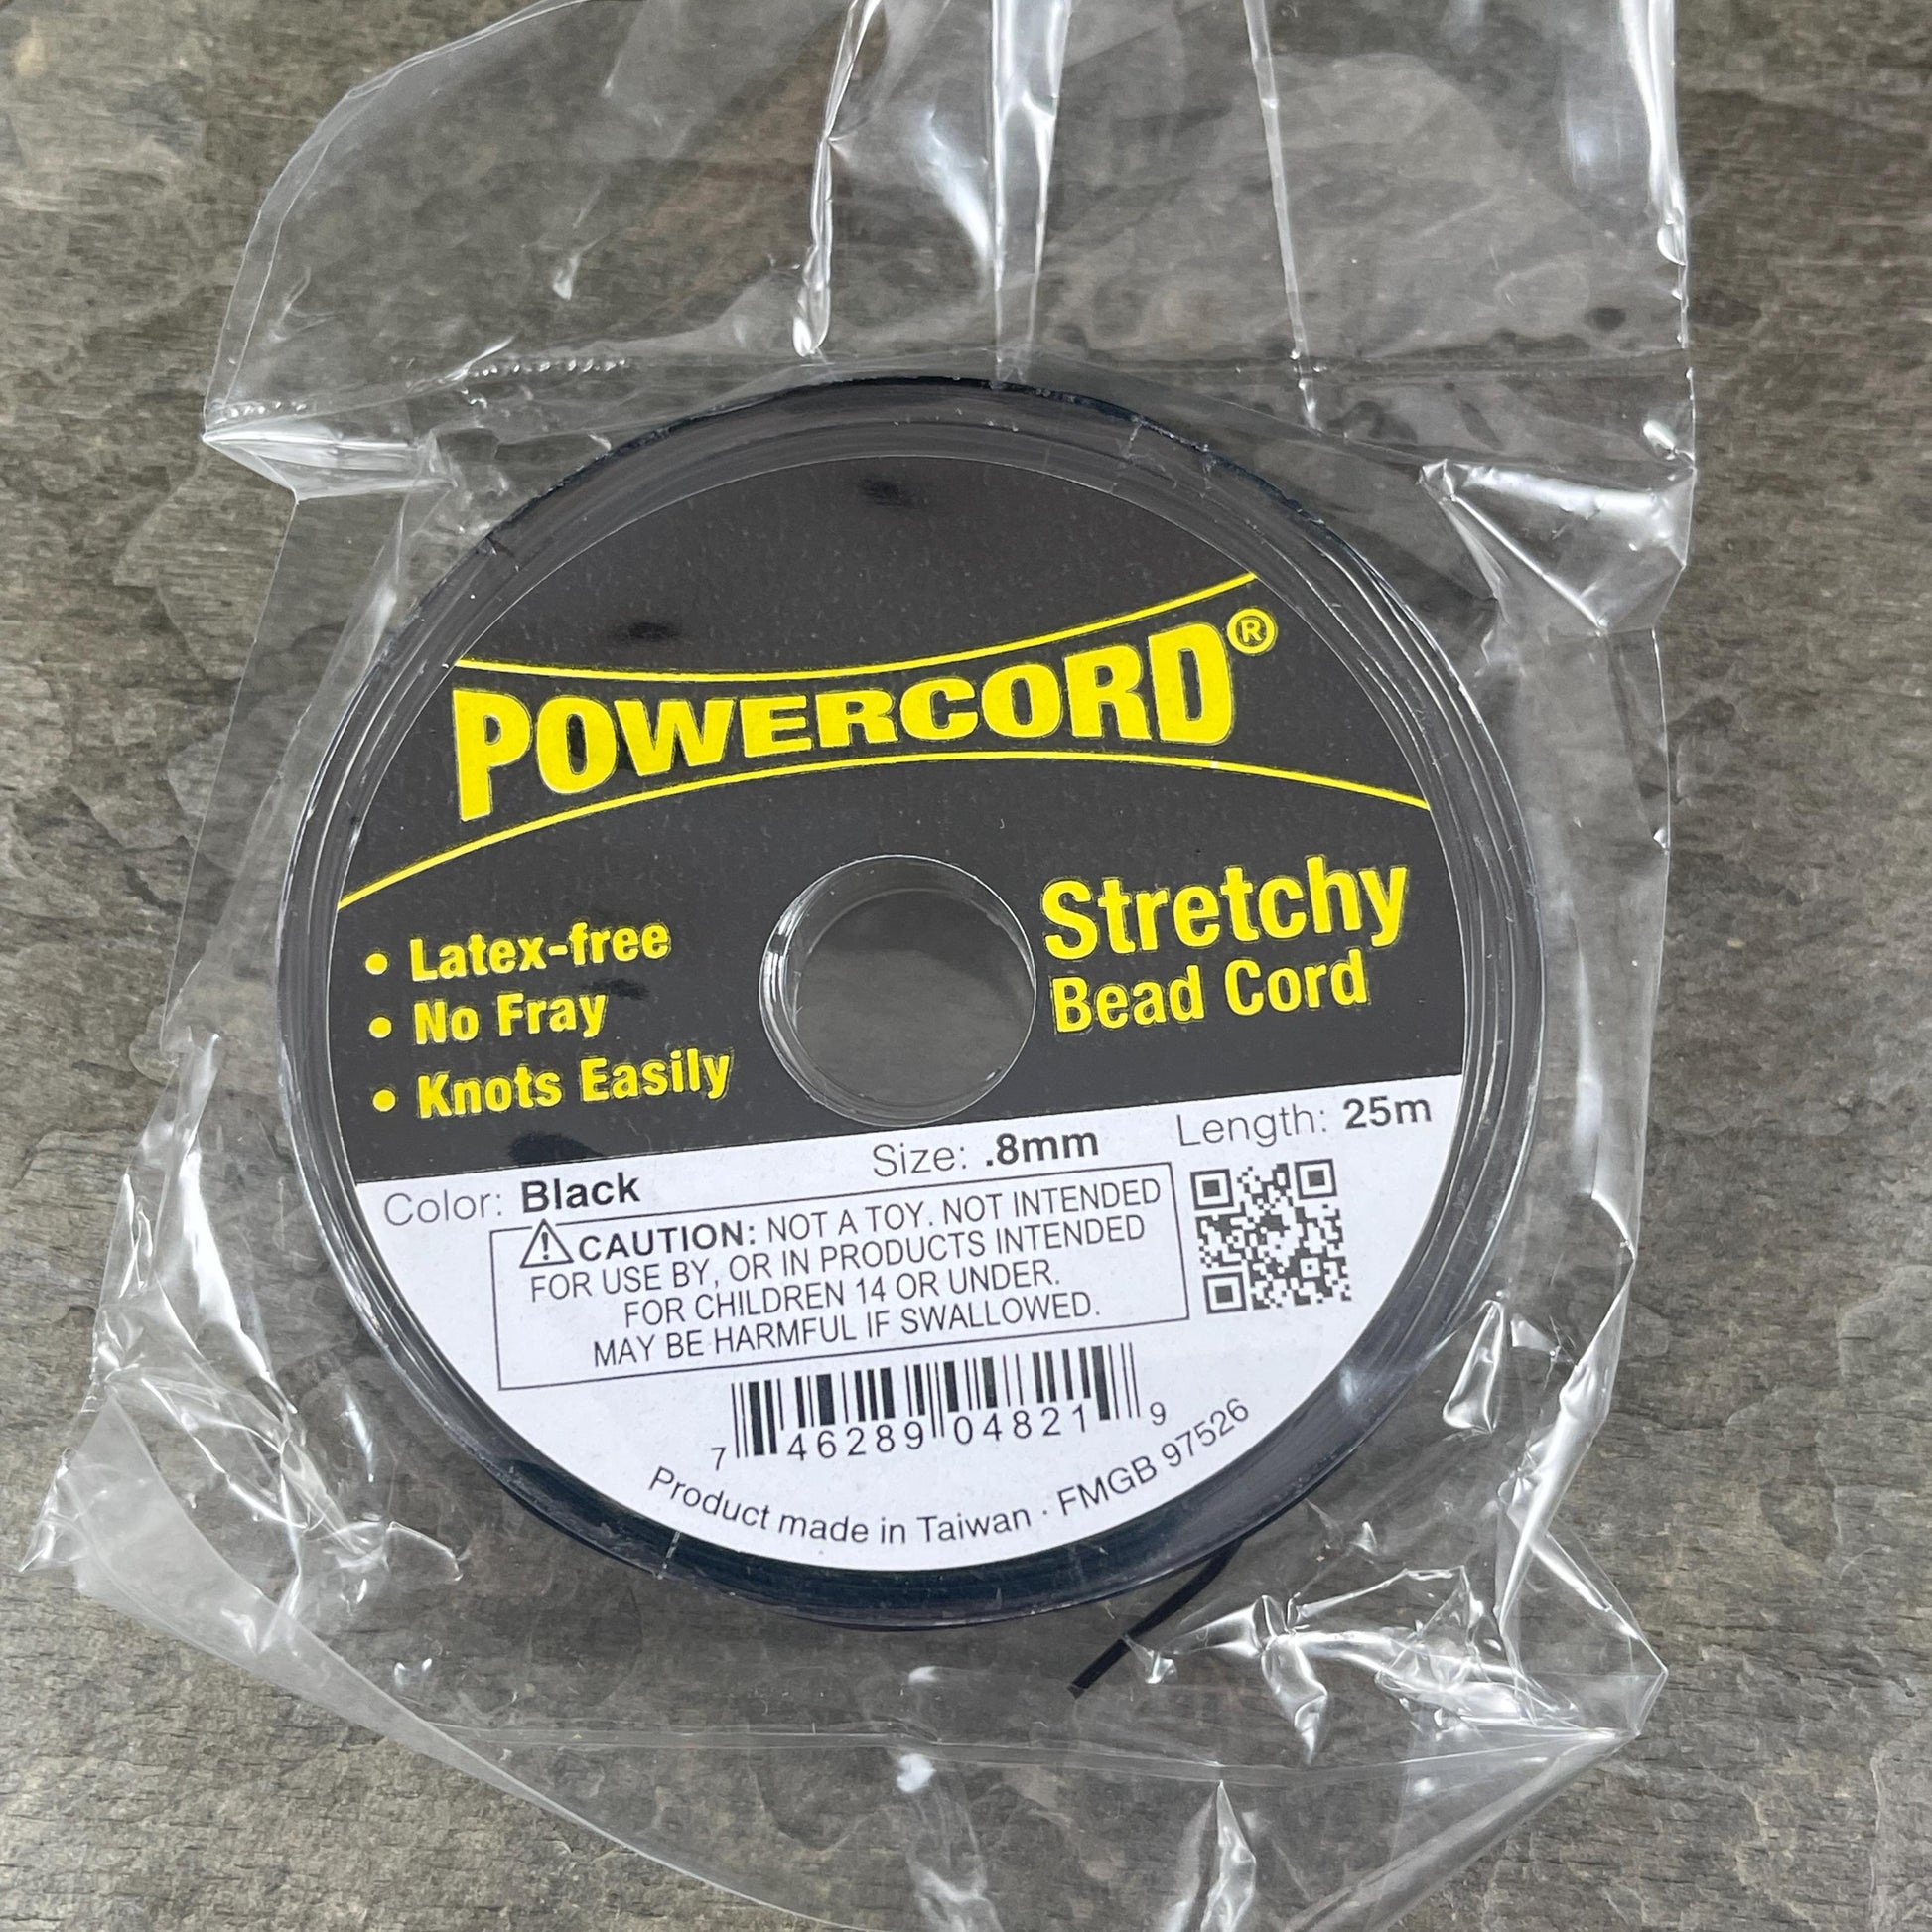 POWERCORD®
• Latex-free
• No Fray
• Knots Easily
Stretchy
Bead Cord
Color: Black
Size: .8mm
Length: 25m
CAUTION: NOT A TOY. NOT INTENDED
FOR USE BY, OR IN PRODUCTS INTENDED
FOR CHILDREN 14 OR UNDER.
MAY BE HARMFUL IF SWALLOWED.
7 46289 04821 9
Product made in Taiwan · FMGB 97526